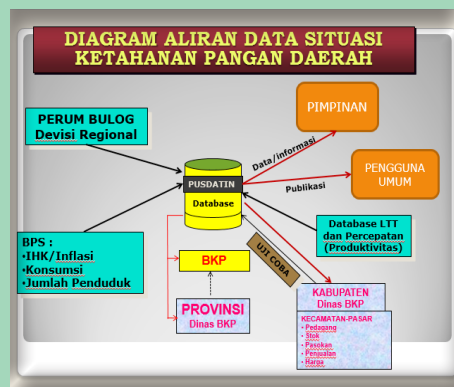 DIAGRAM ALIRAN DATA SITUASI
KETAHANAN PANGAN DAERAH
PERUM BULOG
Devisi Regional
PIMPINAN
Data/informasi
PENGGUNA
UMUM
Publikasi
PUSDATIN
Database
Database LTT
dan Percepatan
(Produktivitas)
BPS :
•IHK/Inflasi
•Konsumsi
•Jumlah Penduduk
UJI COBA
BKP
PROVINSI
Dinas BKP
KABUPATEN
Dinas BKP
KECAMATAN-PASAR
• Pedagang
• Stok
• Pasokan
• Penjualan
• Harga